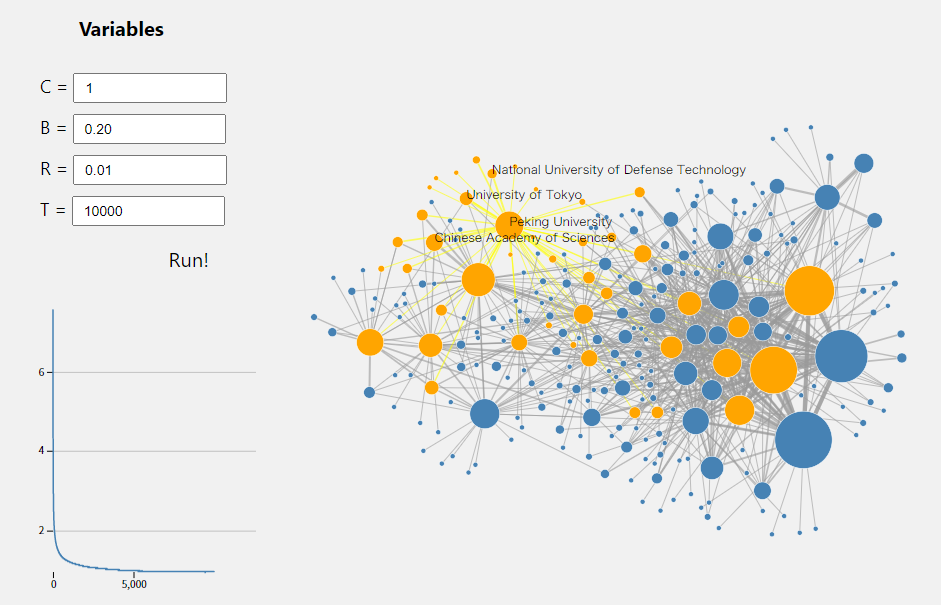 Variables
C = 1
B = 0.20
R = 0.01
T = 10000
Run!
National University of Defense Technology
University of Tokyo
Peking University
Chinese Academy of Sciences
6
4
2
0 5,000